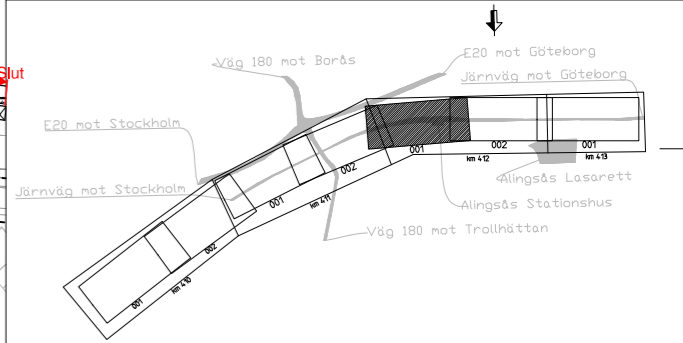 Slut
Väg 180 mot Borås
E20 mot Göteborg
Järnväg mot Göteborg
E20 mot Stockholm
001
002
001
km 412
km 413
002
Alingsås Lasarett
Järnväg mot Stockholm
001
km 411
Alingsås Stationshus
Väg 180 mot Trollhättan
002
km 410
001